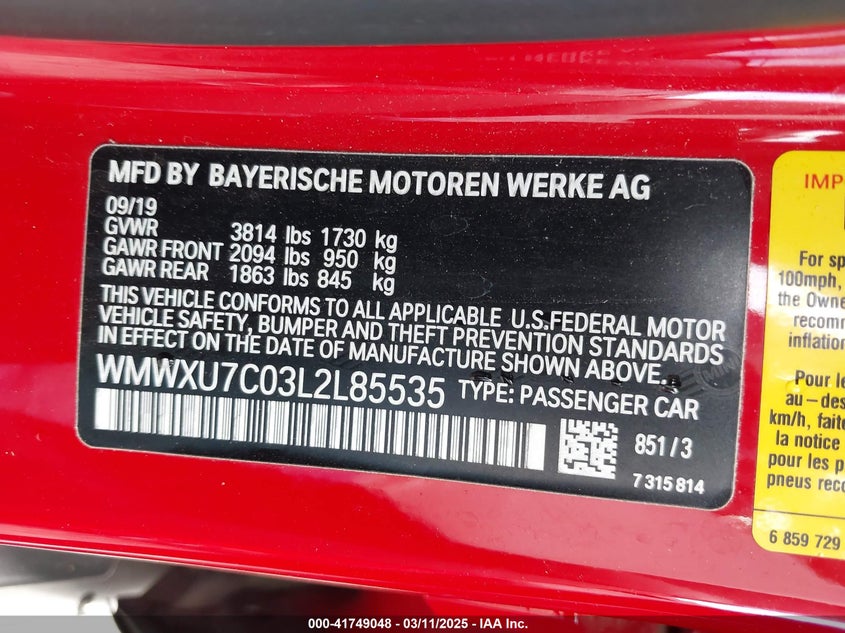 MFD BY BAYERISCHE MOTOREN WERKE AG
09/19
GVWR 3814 lbs 1730 kg
GAWR FRONT 2094 lbs 950 kg
GAWR REAR 1863 lbs 845 kg
THIS VEHICLE CONFORMS TO ALL APPLICABLE U.S.FEDERAL MOTOR
VEHICLE SAFETY, BUMPER AND THEFT PREVENTION STANDARDS
IN EFFECT ON THE DATE OF MANUFACTURE SHOWN ABOVE.
WMWXU7C03L2L85535 TYPE: PASSENGER CAR
851/3
7 315 814
For sp
100mph,
the Owne
recomm
inflation
Pour les
au-des
km/h, faite
la notice
pour les p
pneus reco
6 859 729
000-41749048 - 03/11/2025 - IAA Inc.